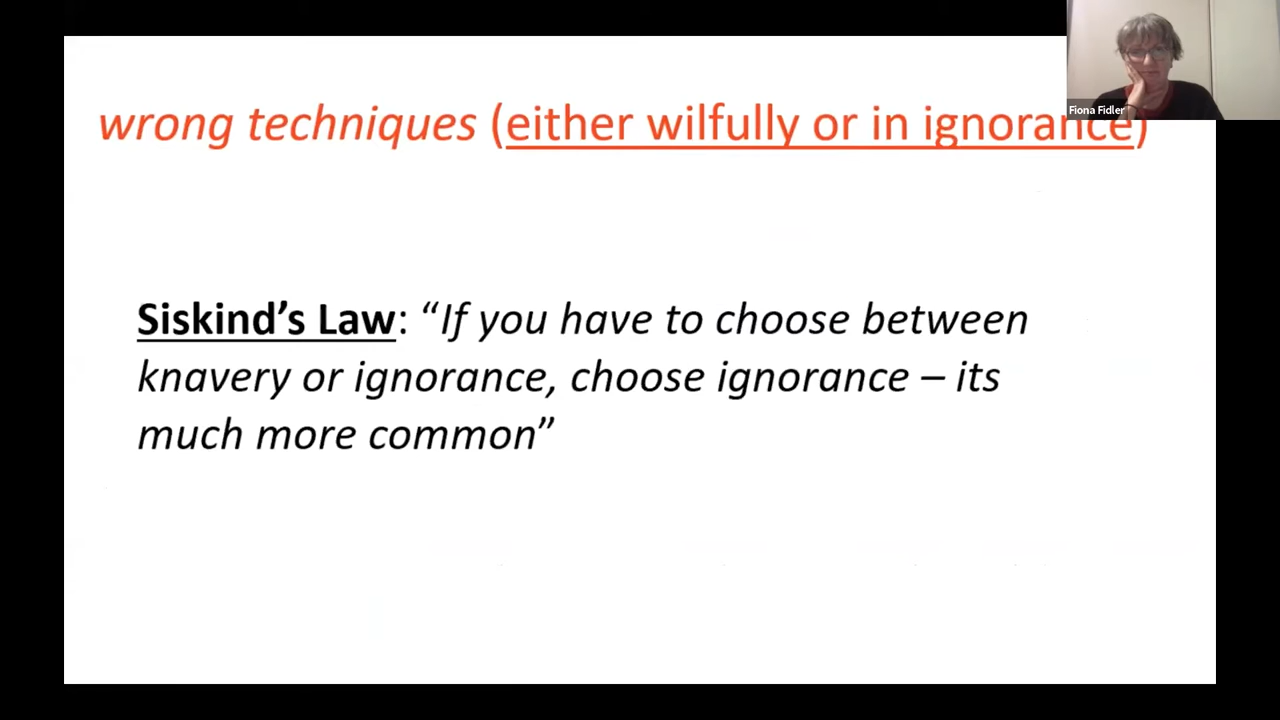 wrong techniques (either wilfully or in ignorance)
Fiona Fidler
Siskind’s Law: “If you have to choose between
knavery or ignorance, choose ignorance – its
much more common”